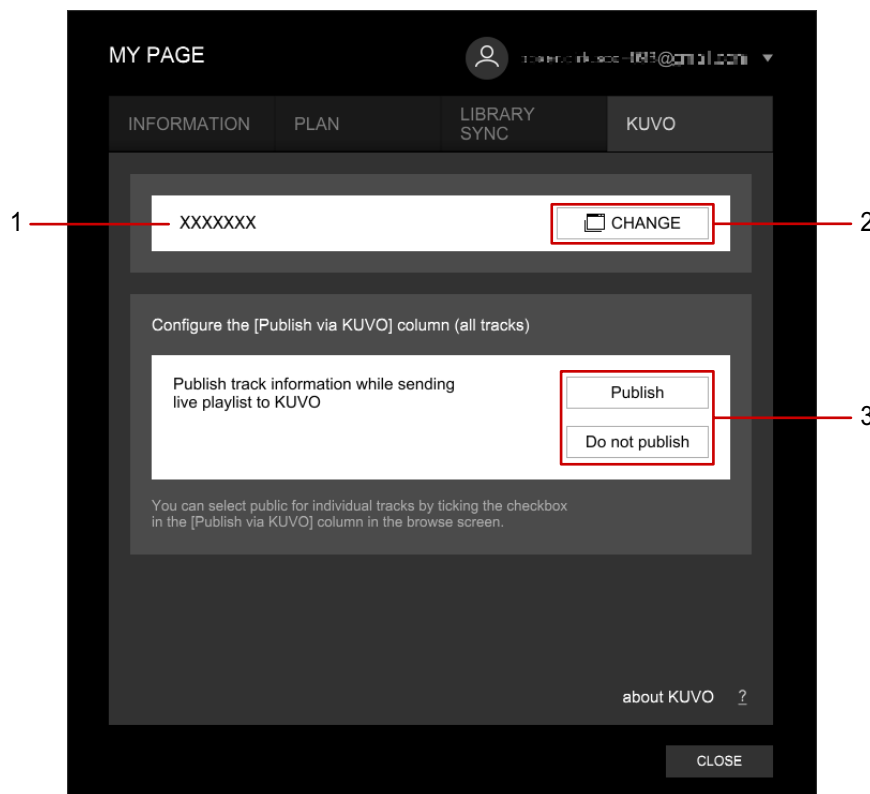 MY PAGE
INFORMATION
PLAN
LIBRARY
SYNC
KUVO
1
XXXXXXX
CHANGE
2
Configure the [Publish via KUVO] column (all tracks)
Publish track information while sending
live playlist to KUVO
Publish
Do not publish
3
You can select public for individual tracks by ticking the checkbox
in the [Publish via KUVO] column in the browse screen.
about KUVO ?
CLOSE